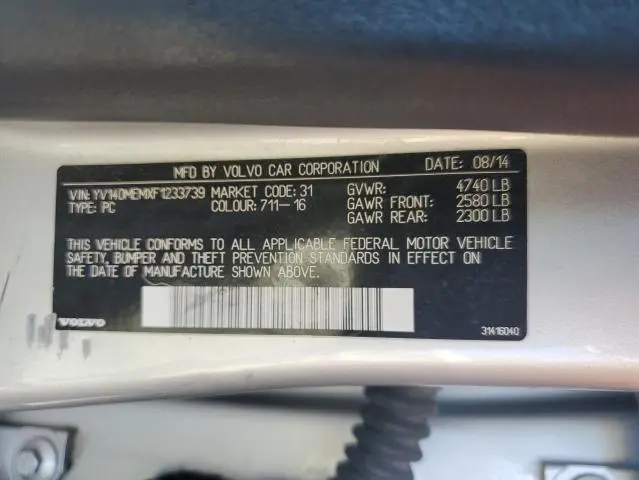 MFD BY VOLVO CAR CORPORATION DATE: 08/14
VIN: YV140MEMXF1233739 MARKET CODE: 31 GVWR: 4740 LB
TYPE: PC COLOUR: 711-16 GAWR FRONT: 2580 LB
GAWR REAR: 2300 LB
THIS VEHICLE CONFORMS TO ALL APPLICABLE FEDERAL MOTOR VEHICLE
SAFETY, BUMPER AND THEFT PREVENTION STANDARDS IN EFFECT ON
THE DATE OF MANUFACTURE SHOWN ABOVE.
VOLVO 31416040